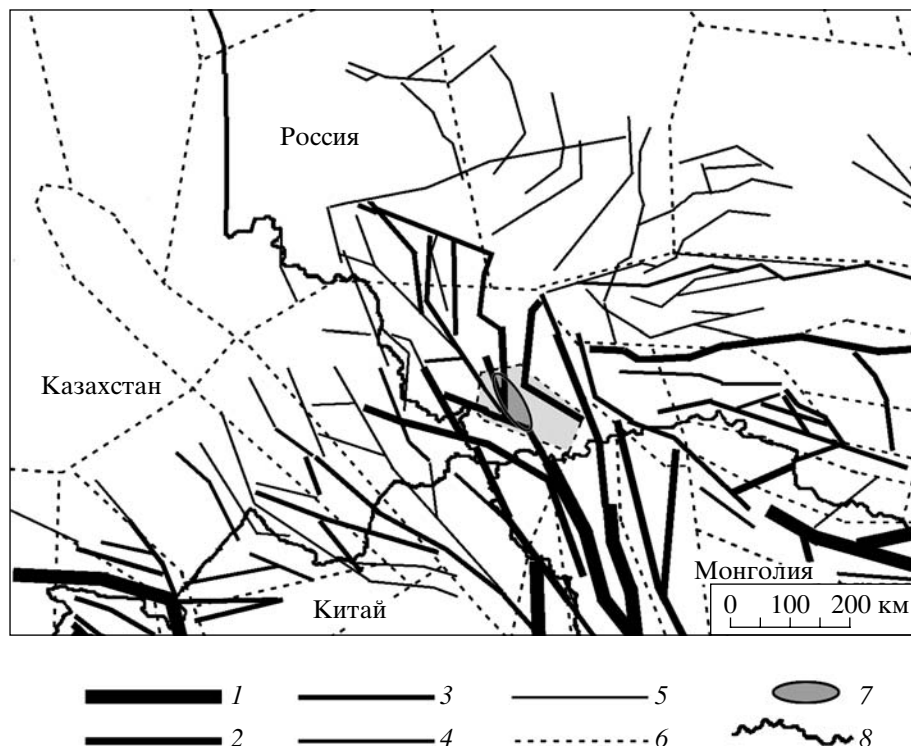 Россия
Казахстан
Монголия
Китай
0 100 200 км
1 3 5 7
2 4 6 8